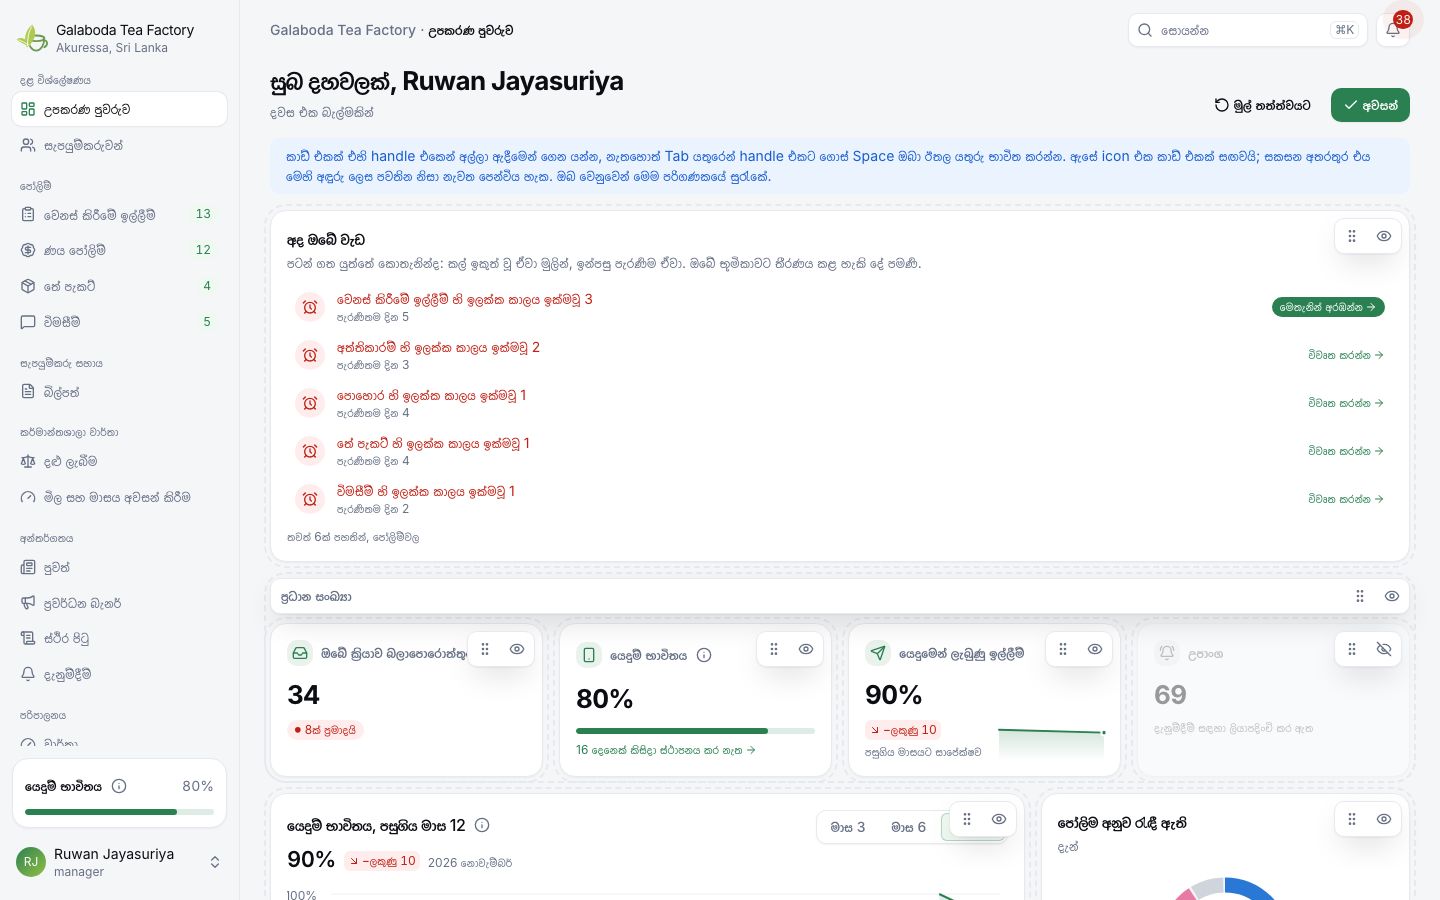 Galaboda Tea Factory
Akuressa, Sri Lanka
දළු විශ්ලේෂණය
උපකරණ පුවරුව
සැපයුම්කරුවන්
පෝලිම්
වෙනස් කිරීමේ ඉල්ලීම් 13
ණය පෝලිම් 12
තේ පැකට් 4
විමසීම් 5
සැපයුම්කරු සහාය
බිල්පත්
කර්මාන්තශාලා වාර්තා
දළු ලැබීම
මිල සහ මාසය අවසන් කිරීම
අන්තර්ගතය
පුවත්
ප්‍රවර්ධන බැනර්
ස්ථිර පිටු
දැනුම්දීම්
පරිපාලනය
වාර්තා
යෙදුම් භාවිතය 80%
RJ
Ruwan Jayasuriya
manager
Galaboda Tea Factory · උපකරණ පුවරුව
සොයන්න ⌘K
38
සුබ දහවලක්, Ruwan Jayasuriya
දවස එක බැල්මකින්
මුල් තත්ත්වයට
අවසන්
කාඩ් එකක් එහි handle එකෙන් අල්ලා ඇදීමෙන් ගෙන යන්න, නැතහොත් Tab යතුරෙන් handle එකට ගොස් Space ඔබා ඊතල යතුරු භාවිත කරන්න. ඇසේ icon එක කාඩ් එකක් සඟවයි; සකසන අතරතුර එය
මෙහි අඳුරු ලෙස පවතින නිසා නැවත පෙන්විය හැක. ඔබ වෙනුවෙන් මෙම පරිගණකයේ සුරැකේ.
අද ඔබේ වැඩ
පටන් ගත යුත්තේ කොතැනින්ද: කල් ඉකුත් වූ ඒවා මුලින්, ඉන්පසු පැරණිම ඒවා. ඔබේ භූමිකාවට තීරණය කළ හැකි දේ පමණි.
වෙනස් කිරීමේ ඉල්ලීම් හි ඉලක්ක කාලය ඉක්මවූ 3
පැරණිතම දින 5
මෙතැනින් අරඹන්න →
අත්තිකාරම් හි ඉලක්ක කාලය ඉක්මවූ 2
පැරණිතම දින 3
විවෘත කරන්න →
පොහොර හි ඉලක්ක කාලය ඉක්මවූ 1
පැරණිතම දින 4
විවෘත කරන්න →
තේ පැකට් හි ඉලක්ක කාලය ඉක්මවූ 1
පැරණිතම දින 4
විවෘත කරන්න →
විමසීම් හි ඉලක්ක කාලය ඉක්මවූ 1
පැරණිතම දින 2
විවෘත කරන්න →
තවත් 6ක් පහතින්, පෝලිම්වල
ප්‍රධාන සංඛ්‍යා
ඔබේ ක්‍රියාව
34
8ක් ප්‍රමාදයි
යෙදුම් භාවිතය
80%
16 දෙනෙක් කිසිදා ස්ථාපනය කර නැත →
යෙදුමෙන් ලැබුණු ඉල්ලීම්
90%
−ලකුණු 10
පසුගිය මාසයට සාපේක්ෂව
උපාංග
69
දැනුම්දීම් සඳහා ලියාපදිංචි කර ඇත
යෙදුම් භාවිතය, පසුගිය මාස 12
මාස 3 මාස 6
90% −ලකුණු 10 2026 නොවැම්බර්
100%
පෝලිම අනුව රැඳී ඇති
දැන්